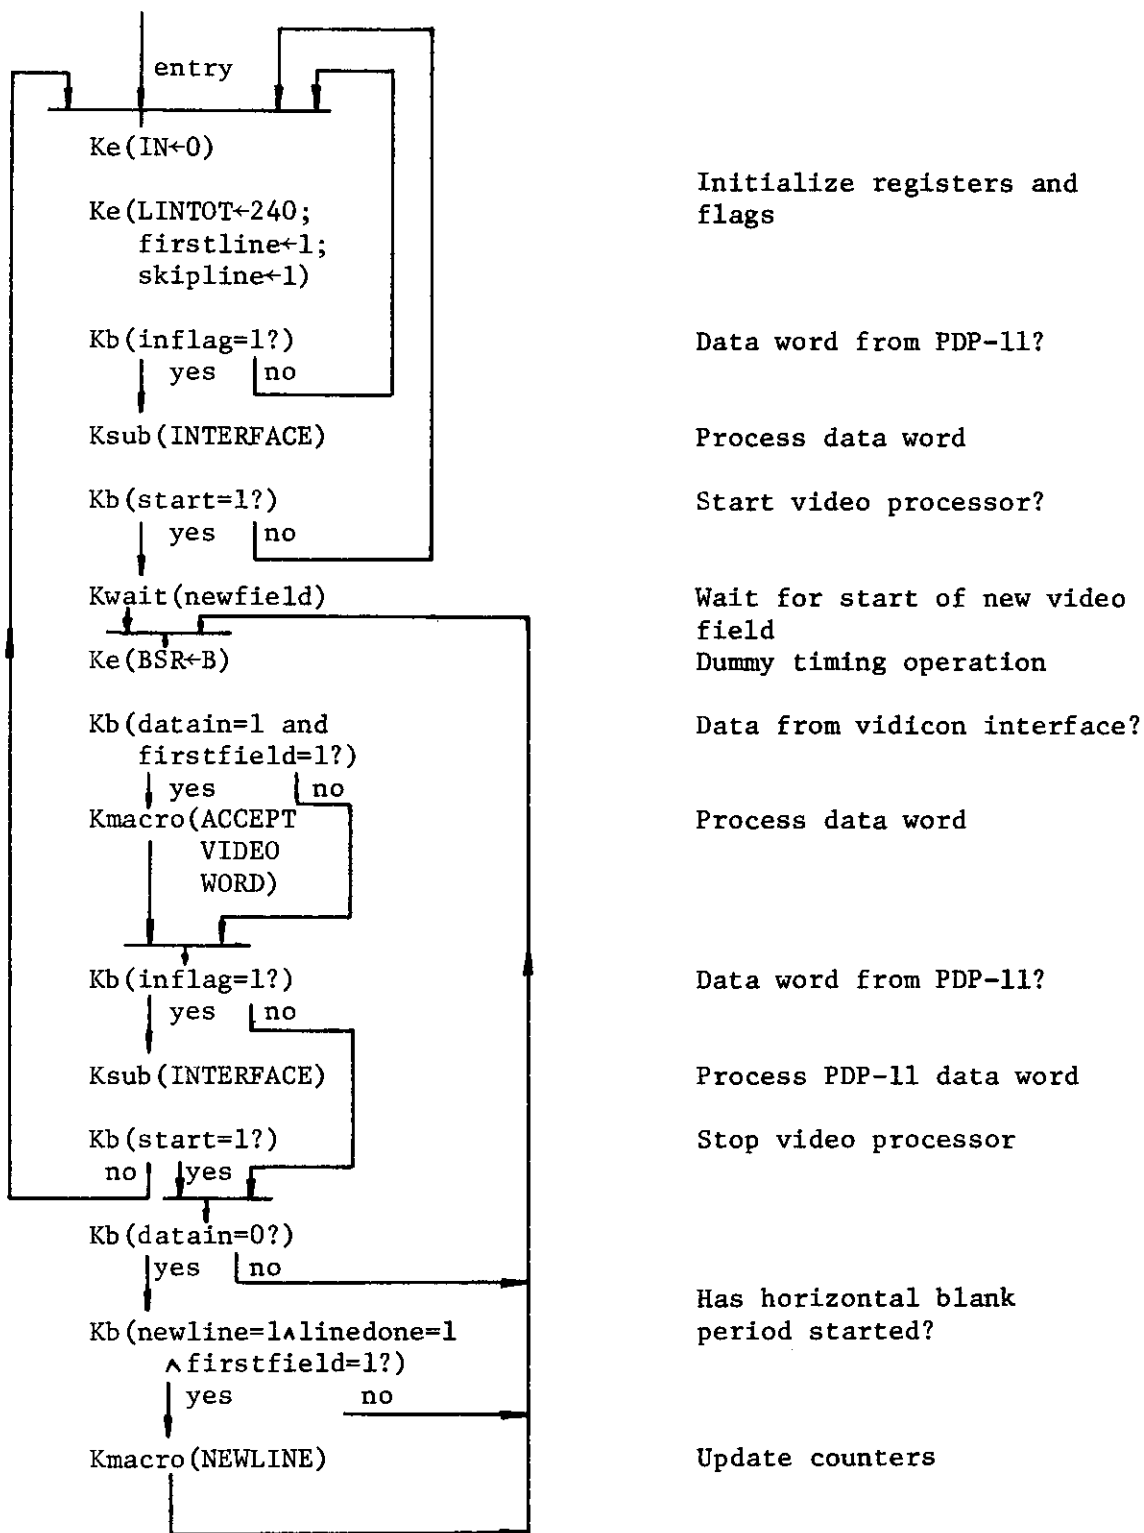 entry
Ke(IN←0)
Initialize registers and
flags
Ke(LINTOT←240;
firstline←1;
skipline←1)
Kb(inflag=1?)
Data word from PDP-11?
yes no
Ksub(INTERFACE)
Process data word
Kb(start=1?)
Start video processor?
yes no
Kwait(newfield)
Wait for start of new video
field
Ke(BSR←B)
Dummy timing operation
Kb(datain=1 and
firstfield=1?)
Data from vidicon interface?
yes no
Kmacro(ACCEPT
VIDEO
WORD)
Process data word
Kb(inflag=1?)
Data word from PDP-11?
yes no
Ksub(INTERFACE)
Process PDP-11 data word
Kb(start=1?)
Stop video processor
no yes
Kb(datain=0?)
yes no
Has horizontal blank
period started?
Kb(newline=1∧linedone=1
∧firstfield=1?)
yes no
Kmacro(NEWLINE)
Update counters